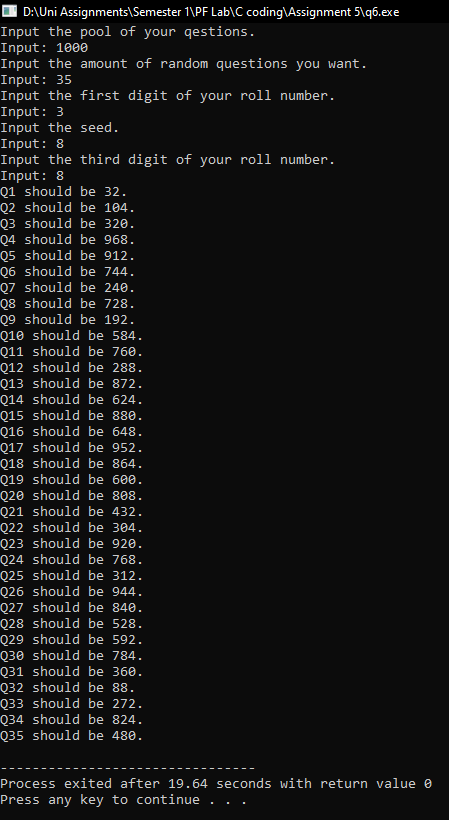 D:\Uni Assignments\Semester 1\PF Lab\C coding\Assignment 5\q6.exe
Input the pool of your qestions.
Input: 1000
Input the amount of random questions you want.
Input: 35
Input the first digit of your roll number.
Input: 3
Input the seed.
Input: 8
Input the third digit of your roll number.
Input: 8
Q1 should be 32.
Q2 should be 104.
Q3 should be 320.
Q4 should be 968.
Q5 should be 912.
Q6 should be 744.
Q7 should be 240.
Q8 should be 728.
Q9 should be 192.
Q10 should be 584.
Q11 should be 760.
Q12 should be 288.
Q13 should be 872.
Q14 should be 624.
Q15 should be 880.
Q16 should be 648.
Q17 should be 952.
Q18 should be 864.
Q19 should be 600.
Q20 should be 808.
Q21 should be 432.
Q22 should be 304.
Q23 should be 920.
Q24 should be 768.
Q25 should be 312.
Q26 should be 944.
Q27 should be 840.
Q28 should be 528.
Q29 should be 592.
Q30 should be 784.
Q31 should be 360.
Q32 should be 88.
Q33 should be 272.
Q34 should be 824.
Q35 should be 480.
--------------------------------
Process exited after 19.64 seconds with return value 0
Press any key to continue . . .